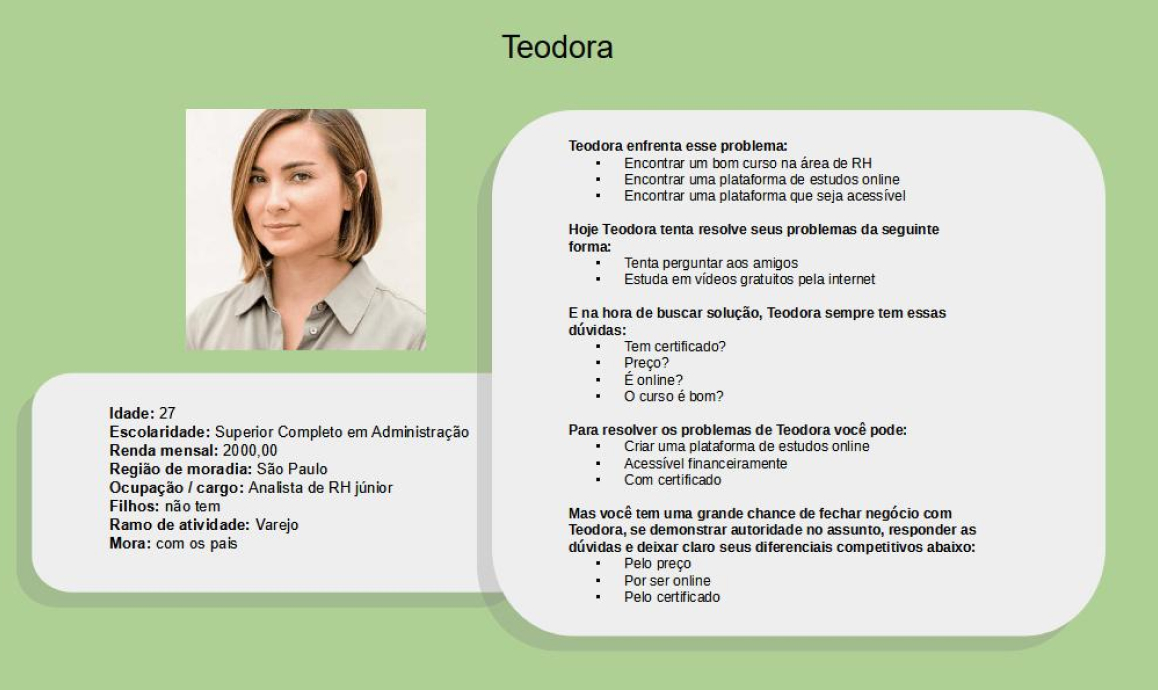 Teodora
Idade: 27
Escolaridade: Superior Completo em Administração
Renda mensal: 2000,00
Região de moradia: São Paulo
Ocupação / cargo: Analista de RH júnior
Filhos: não tem
Ramo de atividade: Varejo
Mora: com os pais
Teodora enfrenta esse problema:
▪ Encontrar um bom curso na área de RH
▪ Encontrar uma plataforma de estudos online
▪ Encontrar uma plataforma que seja acessível
Hoje Teodora tenta resolve seus problemas da seguinte
forma:
▪ Tenta perguntar aos amigos
▪ Estuda em vídeos gratuitos pela internet
E na hora de buscar solução, Teodora sempre tem essas
dúvidas:
▪ Tem certificado?
▪ Preço?
▪ É online?
▪ O curso é bom?
Para resolver os problemas de Teodora você pode:
▪ Criar uma plataforma de estudos online
▪ Acessível financeiramente
▪ Com certificado
Mas você tem uma grande chance de fechar negócio com
Teodora, se demonstrar autoridade no assunto, responder as
dúvidas e deixar claro seus diferenciais competitivos abaixo:
▪ Pelo preço
▪ Por ser online
▪ Pelo certificado